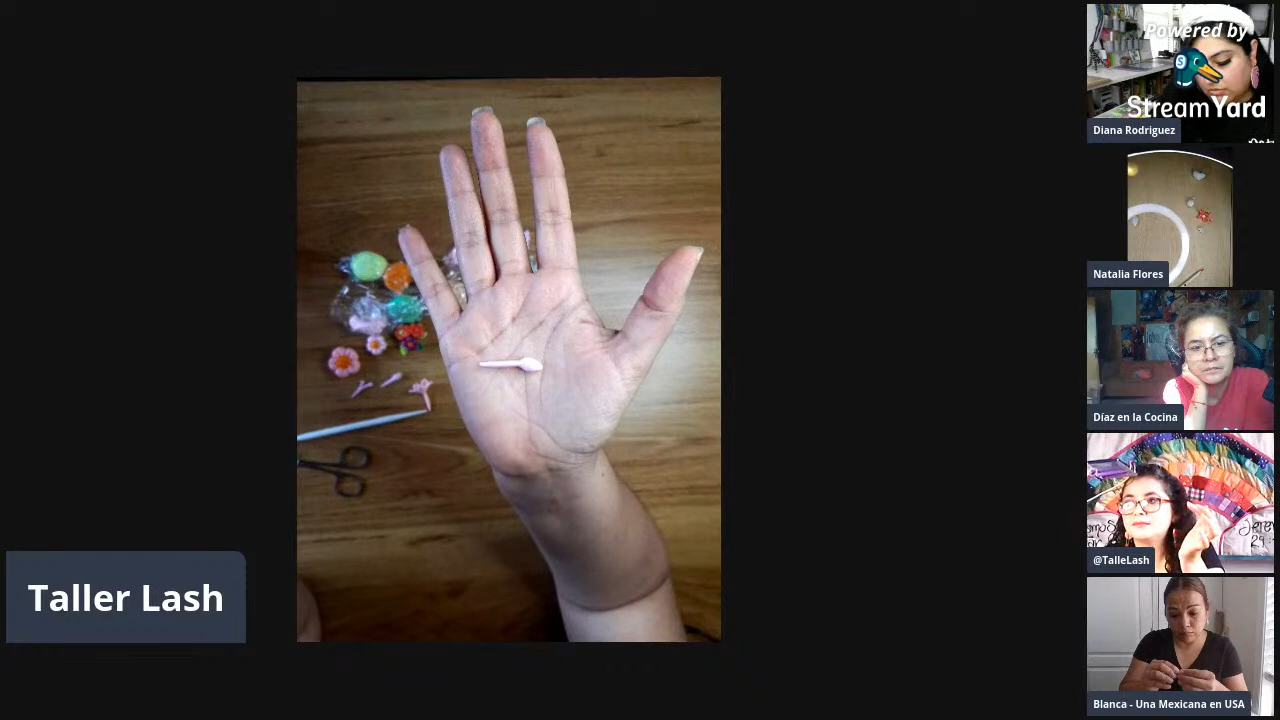 Taller Lash
Powered by
StreamYard
Diana Rodriguez
Natalia Flores
Díaz en la Cocina
@TalleLash
Blanca - Una Mexicana en USA